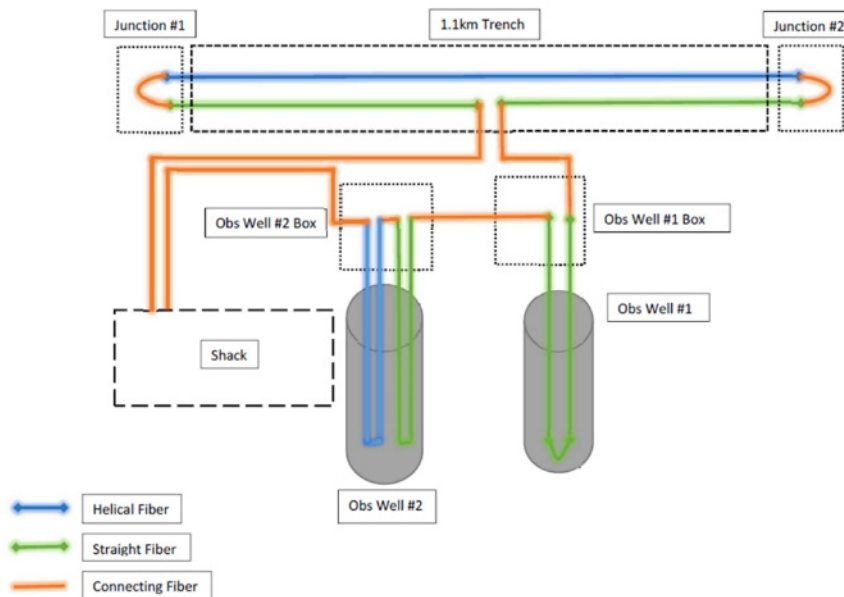 Junction #1
1.1km Trench
Junction #2
Obs Well #2 Box
Obs Well #1 Box
Obs Well #1
Shack
Obs Well #2
Helical Fiber
Straight Fiber
Connecting Fiber